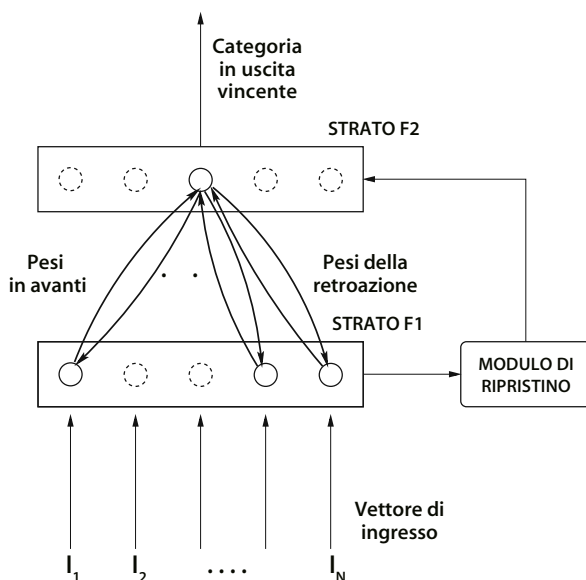 Categoria
in uscita
vincente
STRATO F2
Pesi
in avanti
. .
Pesi della
retroazione
STRATO F1
MODULO DI
RIPRISTINO
Vettore di
ingresso
I1 I2 .... IN